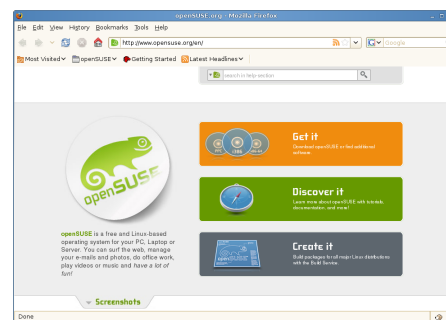 openSUSE.org - Mozilla Firefox
File Edit View History Bookmarks Tools Help
http://www.opensuse.org/en/
Google
Most Visited openSUSE Getting Started Latest Headlines
search in help section
openSUSE
Get it
Download openSUSE or find additional
software.
Discover it
Learn more about openSUSE with tutorials,
documentation, and more!
Create it
Build packages for all major Linux distributions
with the Build Service.
openSUSE is a free and Linux-based
operating system for your PC, Laptop or
Server. You can surf the web, manage
your e-mails and photos, do office work,
play videos or music and have a lot of
fun!
Screenshots
Done